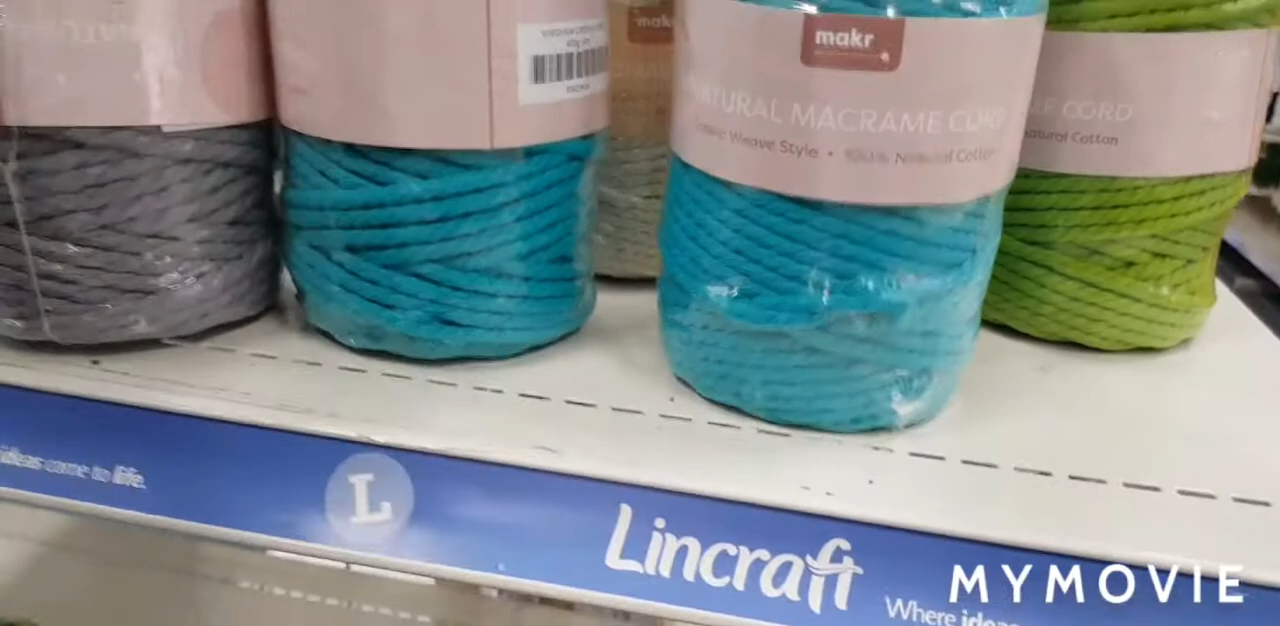 makr
NATURAL MACRAME CORD
Weave Style • 100% Natural Cotton
makr
CORD
Natural Cotton
ideas come to life.
L
Lincraft
Where ideas
MYMOVIE